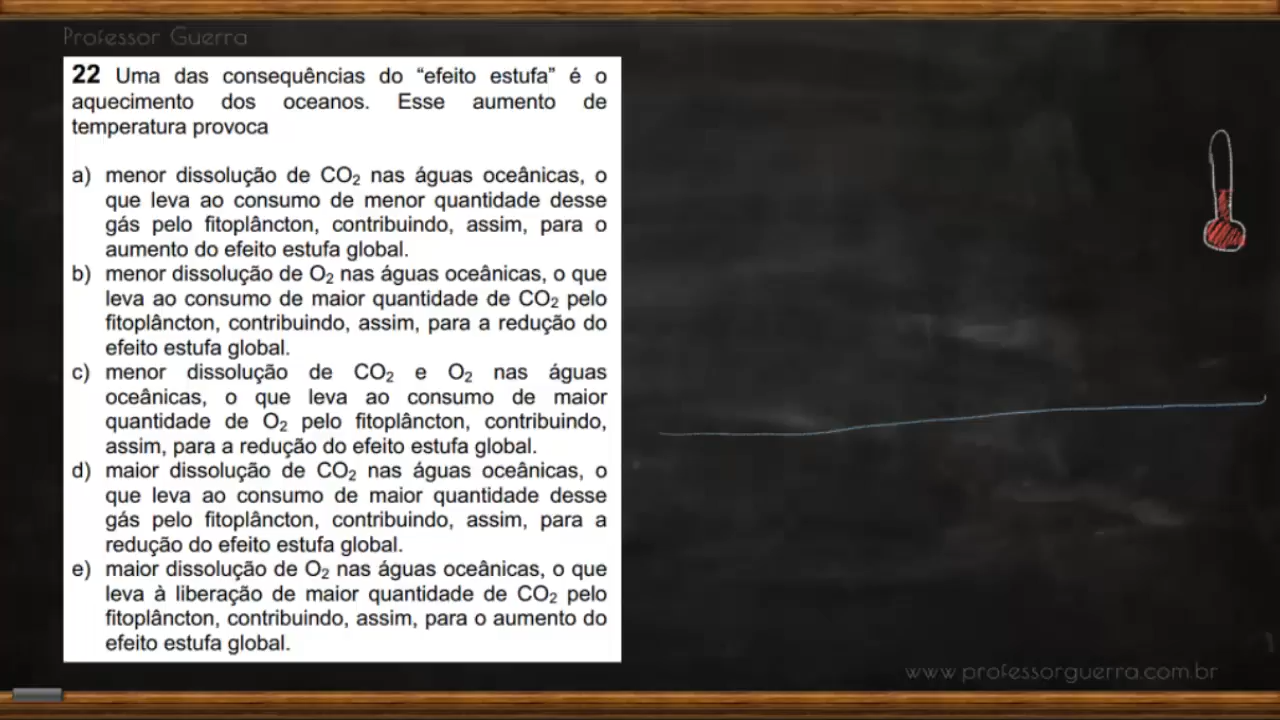 Professor Guerra
22 Uma das consequências do “efeito estufa” é o
aquecimento dos oceanos. Esse aumento de
temperatura provoca
a) menor dissolução de CO₂ nas águas oceânicas, o
que leva ao consumo de menor quantidade desse
gás pelo fitoplâncton, contribuindo, assim, para o
aumento do efeito estufa global.
b) menor dissolução de O₂ nas águas oceânicas, o que
leva ao consumo de maior quantidade de CO₂ pelo
fitoplâncton, contribuindo, assim, para a redução do
efeito estufa global.
c) menor dissolução de CO₂ e O₂ nas águas
oceânicas, o que leva ao consumo de maior
quantidade de O₂ pelo fitoplâncton, contribuindo,
assim, para a redução do efeito estufa global.
d) maior dissolução de CO₂ nas águas oceânicas, o
que leva ao consumo de maior quantidade desse
gás pelo fitoplâncton, contribuindo, assim, para a
redução do efeito estufa global.
e) maior dissolução de O₂ nas águas oceânicas, o que
leva à liberação de maior quantidade de CO₂ pelo
fitoplâncton, contribuindo, assim, para o aumento do
efeito estufa global.
www.professorguerra.com.br